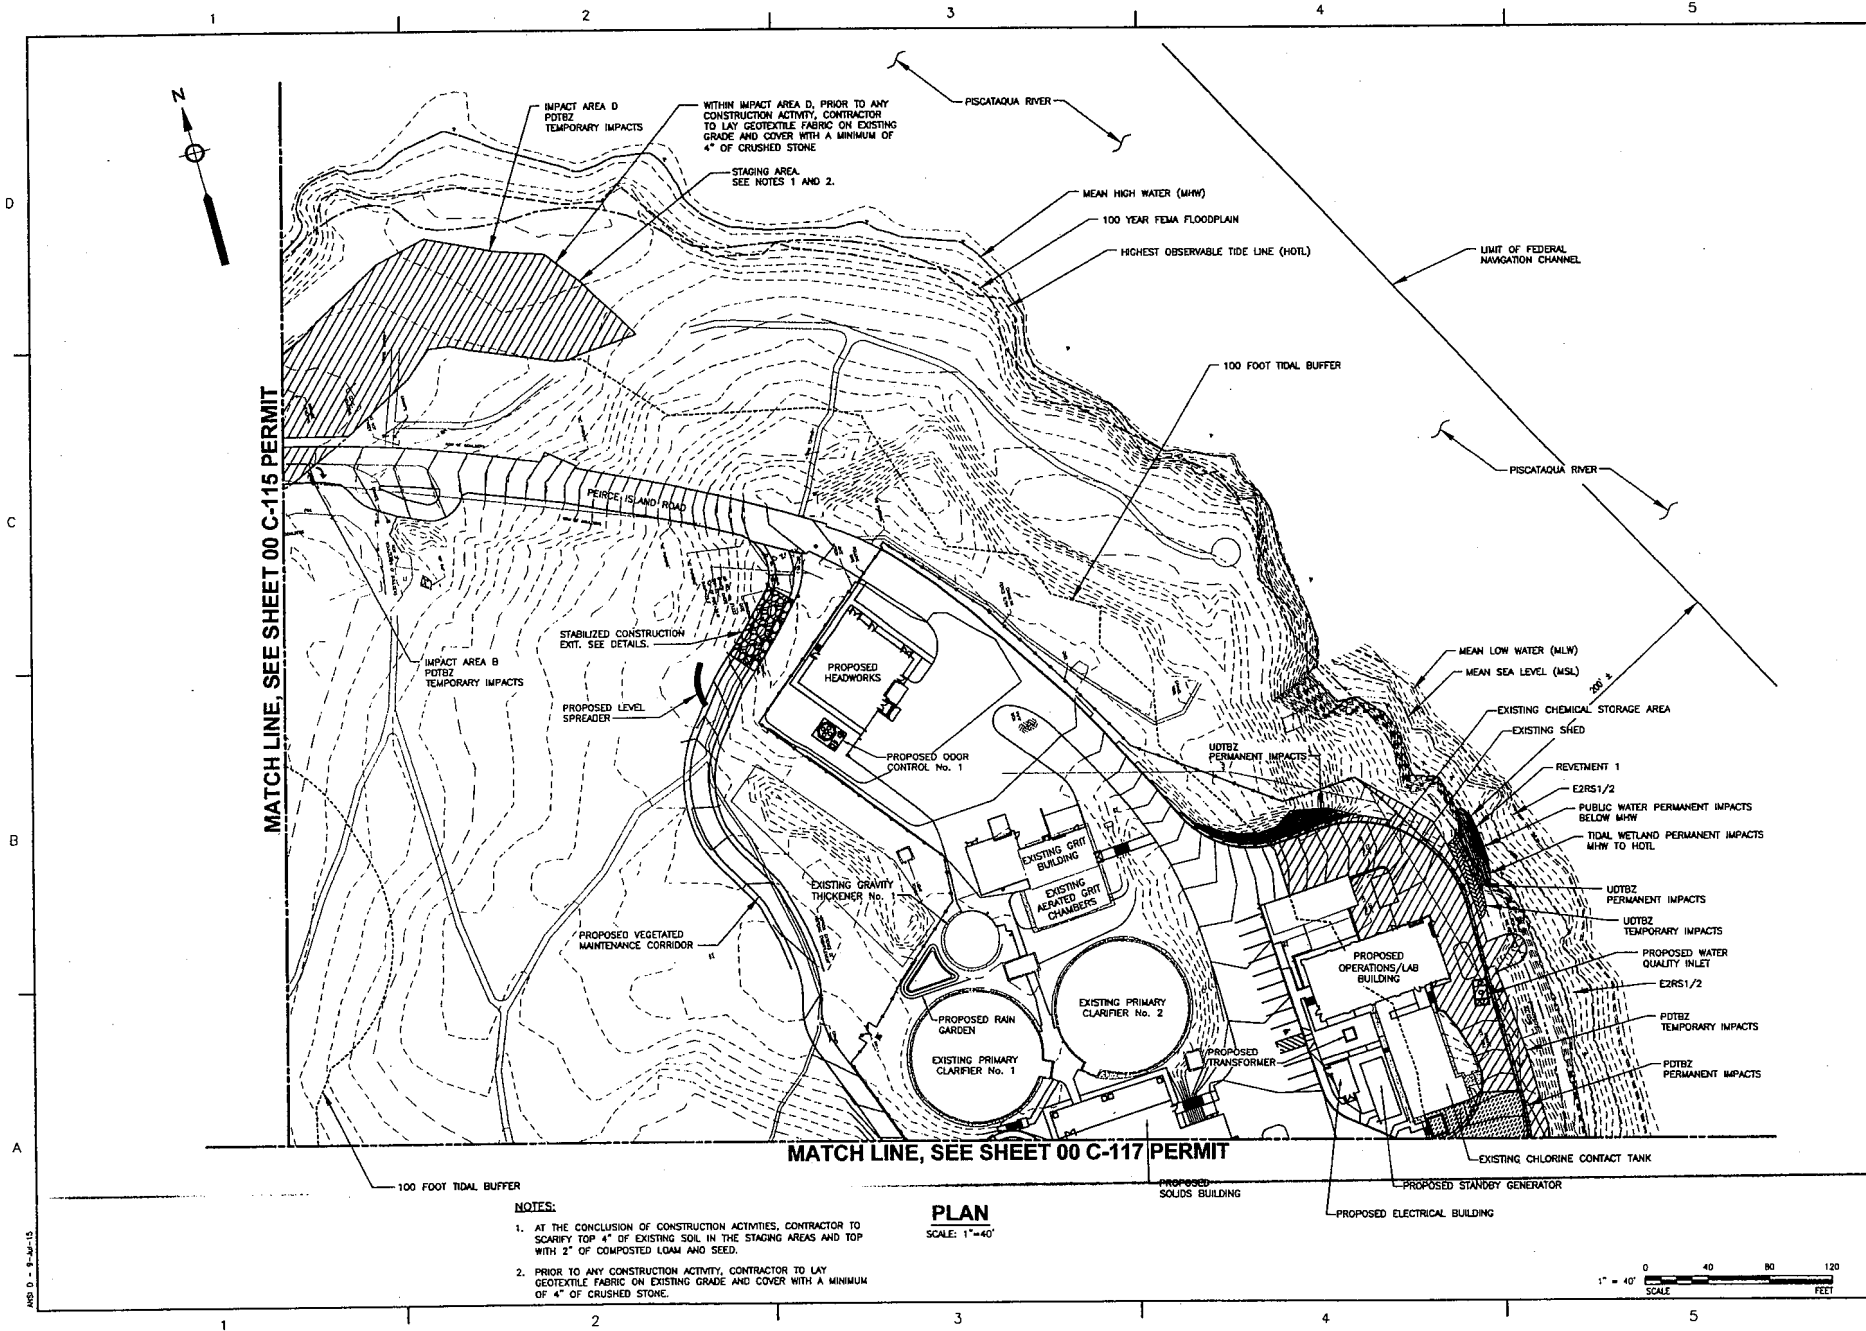 1 2 3 4 5
N
IMPACT AREA D
PDTBZ
TEMPORARY IMPACTS
WITHIN IMPACT AREA D, PRIOR TO ANY
CONSTRUCTION ACTIVITY, CONTRACTOR
TO LAY GEOTEXTILE FABRIC ON EXISTING
GRADE AND COVER WITH A MINIMUM OF
4" OF CRUSHED STONE
STAGING AREA.
SEE NOTES 1 AND 2.
PISCATAQUA RIVER
MEAN HIGH WATER (MHW)
100 YEAR FEMA FLOODPLAIN
HIGHEST OBSERVABLE TIDE LINE (HOTL)
LIMIT OF FEDERAL
NAVIGATION CHANNEL
D
100 FOOT TIDAL BUFFER
MATCH LINE, SEE SHEET 00 C-115 PERMIT
PISCATAQUA RIVER
PEIRCE ISLAND ROAD
C
STABILIZED CONSTRUCTION
EXIT. SEE DETAILS.
IMPACT AREA B
PDTBZ
TEMPORARY IMPACTS
PROPOSED LEVEL
SPREADER
PROPOSED
HEADWORKS
PROPOSED ODOR
CONTROL No. 1
MEAN LOW WATER (MLW)
MEAN SEA LEVEL (MSL)
200' ±
EXISTING CHEMICAL STORAGE AREA
EXISTING SHED
UDTBZ
PERMANENT IMPACTS
REVETMENT 1
E2RS1/2
PUBLIC WATER PERMANENT IMPACTS
BELOW MHW
TIDAL WETLAND PERMANENT IMPACTS
MHW TO HOTL
B
EXISTING GRIT
BUILDING
EXISTING
AERATED GRIT
CHAMBERS
EXISTING GRAVITY
THICKENER No. 1
UDTBZ
PERMANENT IMPACTS
UDTBZ
TEMPORARY IMPACTS
PROPOSED VEGETATED
MAINTENANCE CORRIDOR
PROPOSED
OPERATIONS/LAB
BUILDING
PROPOSED WATER
QUALITY INLET
E2RS1/2
EXISTING PRIMARY
CLARIFIER No. 2
PROPOSED RAIN
GARDEN
PDTBZ
TEMPORARY IMPACTS
EXISTING PRIMARY
CLARIFIER No. 1
PROPOSED
TRANSFORMER
PDTBZ
PERMANENT IMPACTS
A
MATCH LINE, SEE SHEET 00 C-117 PERMIT
EXISTING CHLORINE CONTACT TANK
100 FOOT TIDAL BUFFER
PROPOSED
SOLIDS BUILDING
PROPOSED STANDBY GENERATOR
PROPOSED ELECTRICAL BUILDING
NOTES:
1. AT THE CONCLUSION OF CONSTRUCTION ACTIVITIES, CONTRACTOR TO
SCARIFY TOP 4" OF EXISTING SOIL IN THE STAGING AREAS AND TOP
WITH 2" OF COMPOSTED LOAM AND SEED.
2. PRIOR TO ANY CONSTRUCTION ACTIVITY, CONTRACTOR TO LAY
GEOTEXTILE FABRIC ON EXISTING GRADE AND COVER WITH A MINIMUM
OF 4" OF CRUSHED STONE.
PLAN
SCALE: 1"=40'
0 40 80 120
1" = 40'
SCALE FEET
ANSI D - 9-Jul-15
1 2 3 4 5